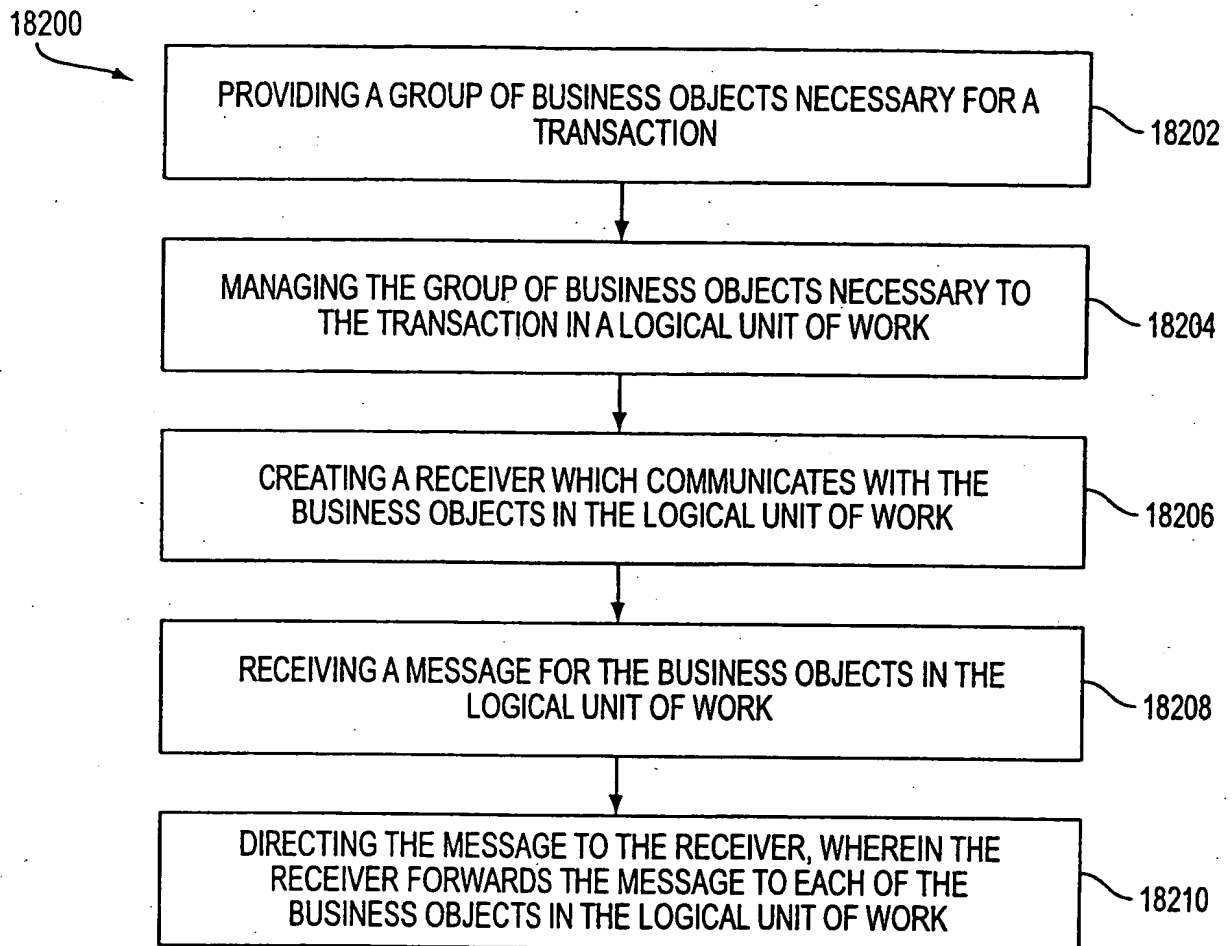 18200
PROVIDING A GROUP OF BUSINESS OBJECTS NECESSARY FOR A
TRANSACTION
18202
MANAGING THE GROUP OF BUSINESS OBJECTS NECESSARY TO
THE TRANSACTION IN A LOGICAL UNIT OF WORK
18204
CREATING A RECEIVER WHICH COMMUNICATES WITH THE
BUSINESS OBJECTS IN THE LOGICAL UNIT OF WORK
18206
RECEIVING A MESSAGE FOR THE BUSINESS OBJECTS IN THE
LOGICAL UNIT OF WORK
18208
DIRECTING THE MESSAGE TO THE RECEIVER, WHEREIN THE
RECEIVER FORWARDS THE MESSAGE TO EACH OF THE
BUSINESS OBJECTS IN THE LOGICAL UNIT OF WORK
18210